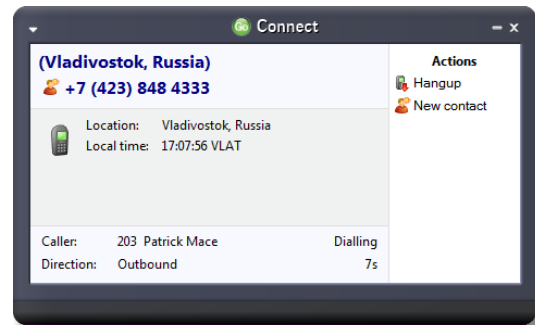 Go Connect
(Vladivostok, Russia)
+7 (423) 848 4333
Location: Vladivostok, Russia
Local time: 17:07:56 VLAT
Caller: 203 Patrick Mace Dialling
Direction: Outbound 7s
Actions
Hangup
New contact